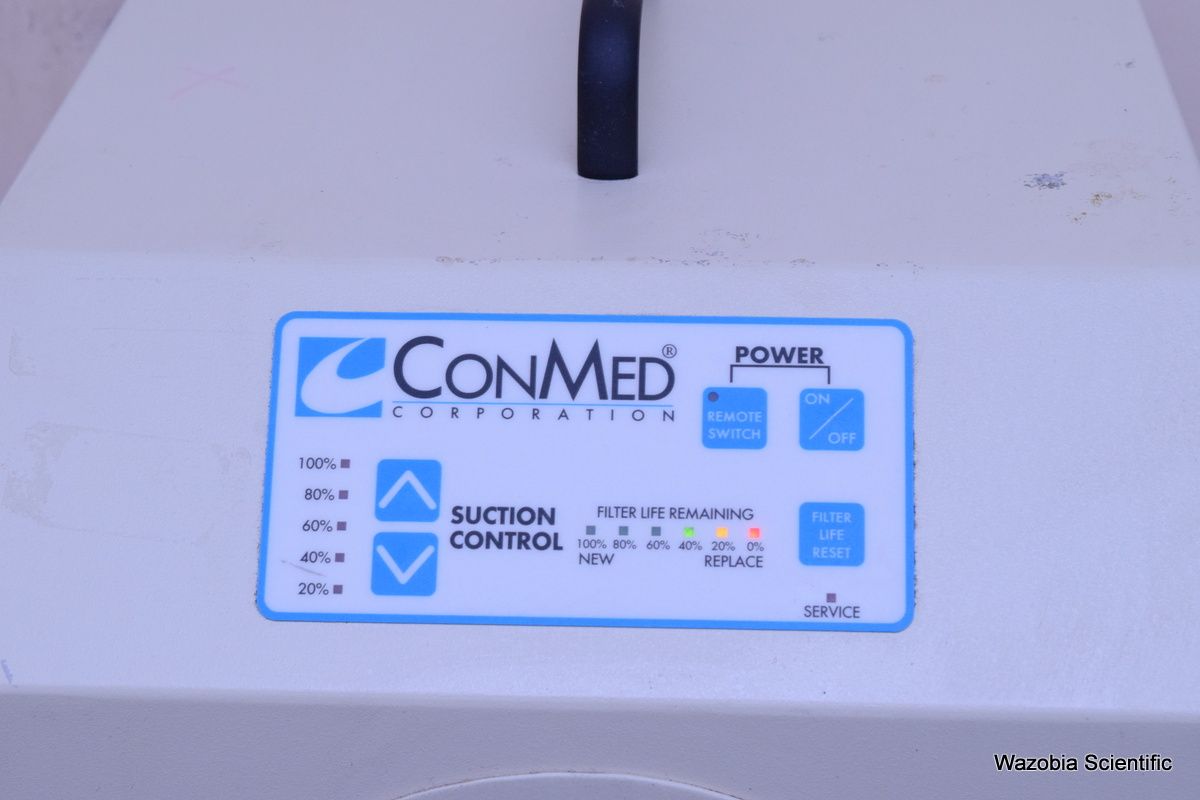 CONMED®
CORPORATION
POWER
REMOTE
SWITCH
ON
OFF
100%
80%
60%
40%
20%
SUCTION
CONTROL
FILTER LIFE REMAINING
100% 80% 60% 40% 20% 0%
NEW REPLACE
FILTER
LIFE
RESET
SERVICE
Wazobia Scientific